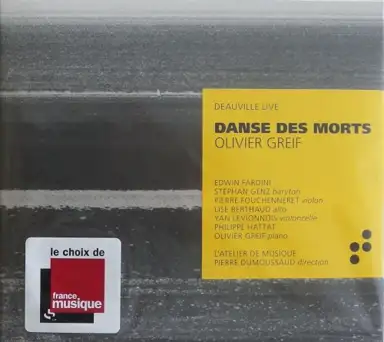 DEAUVILLE LIVE
DANSE DES MORTS
OLIVIER GREIF
EDWIN FARDINI
STEPHAN GENZ baryton
PIERRE FOUCHENNERET violon
LISE BERTHAUD alto
YAN LEVIONNOIS violoncelle
PHILIPPE HATTAT
OLIVIER GREIF piano
L'ATELIER DE MUSIQUE
PIERRE DUMOUSSAUD direction
le choix de
france
musique